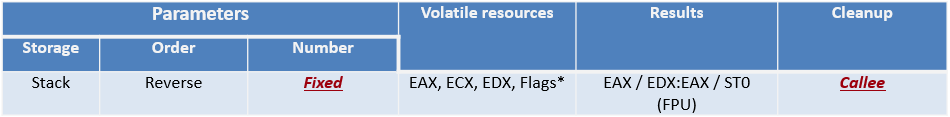 Parameters Volatile resources Results Cleanup
Storage Order Number
Stack Reverse Fixed EAX, ECX, EDX, Flags* EAX / EDX:EAX / ST0 Callee
(FPU)